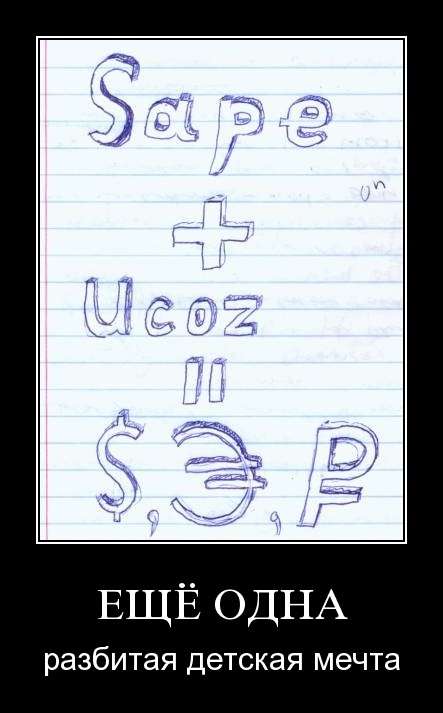 Sape
on
+
Ucoz
=
$, €, ₽
ЕЩЁ ОДНА
разбитая детская мечта